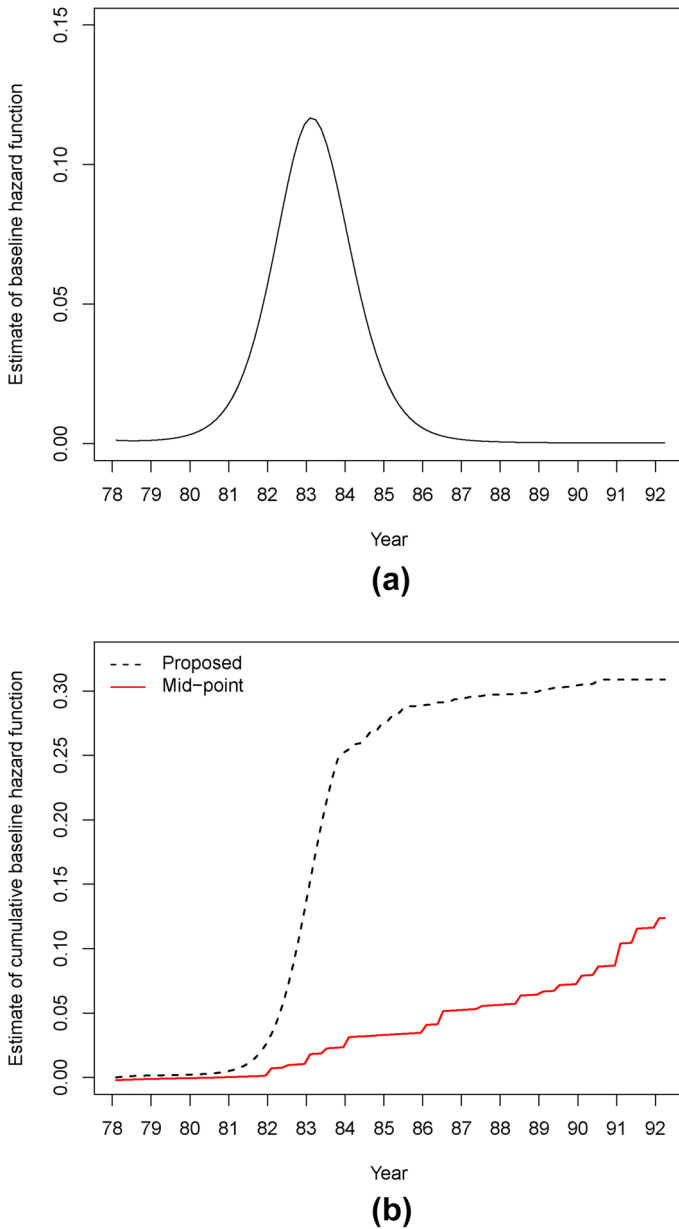 Estimate of baseline hazard function
0.15
0.10
0.05
0.00
78 79 80 81 82 83 84 85 86 87 88 89 90 91 92
Year
(a)
Estimate of cumulative baseline hazard function
Proposed
Mid−point
0.30
0.25
0.20
0.15
0.10
0.05
0.00
78 79 80 81 82 83 84 85 86 87 88 89 90 91 92
Year
(b)